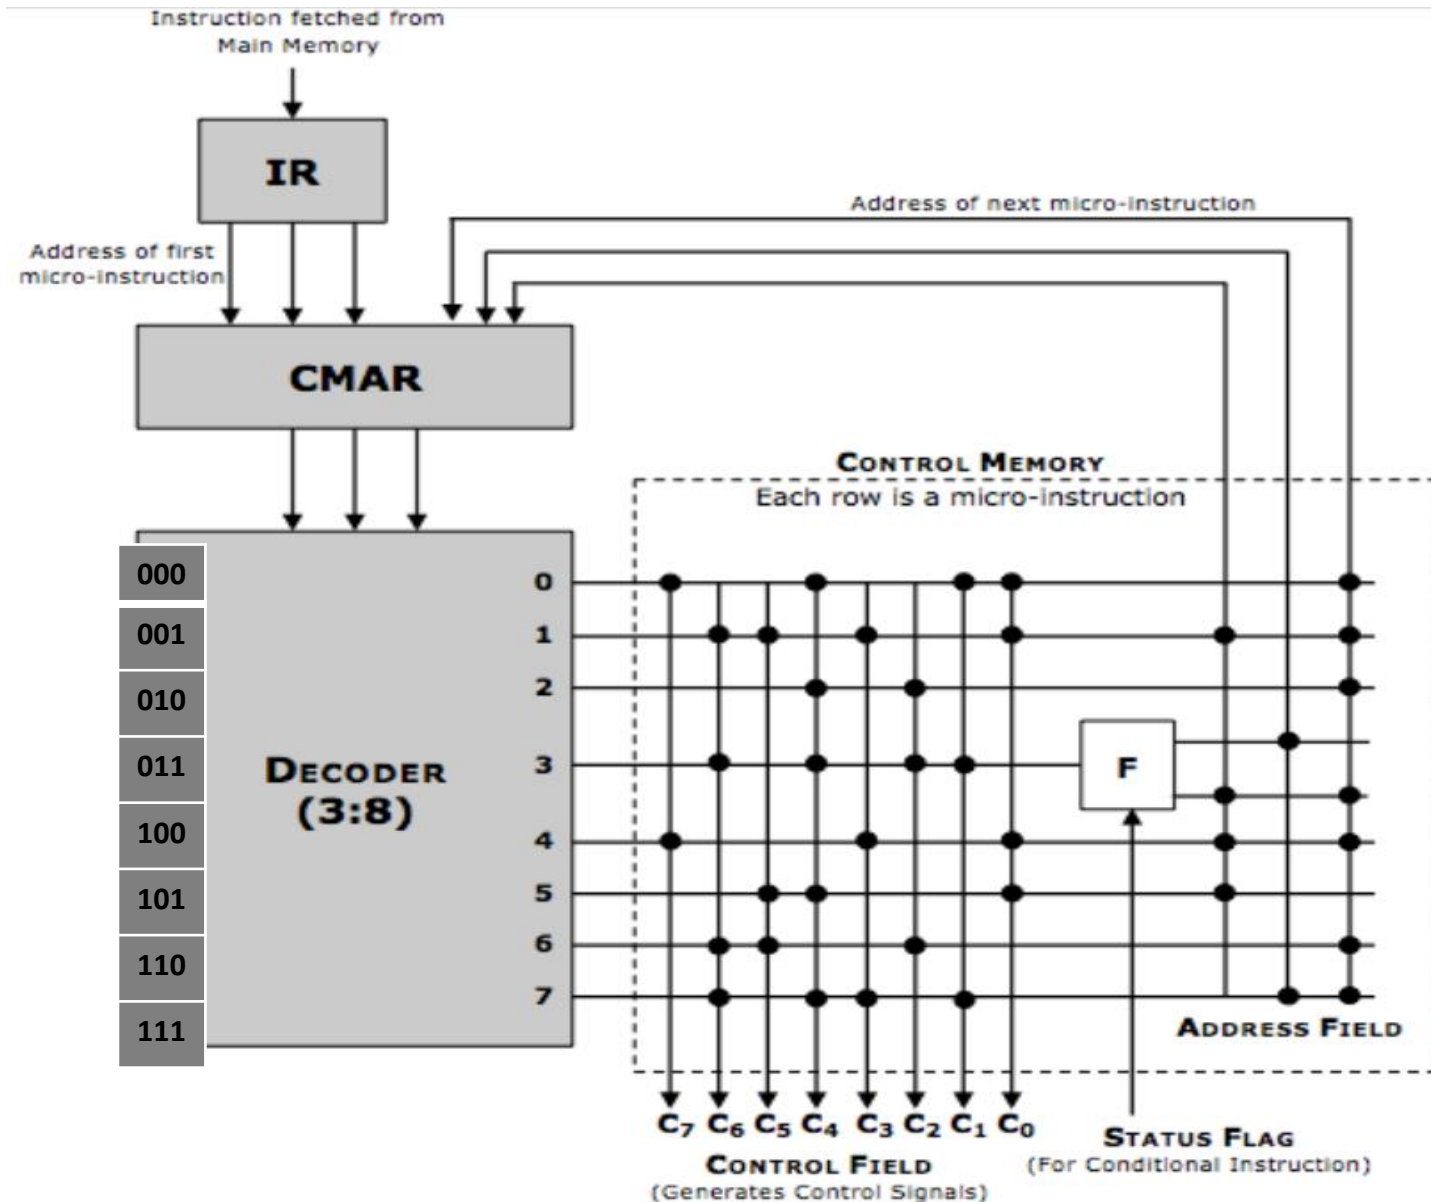 Instruction fetched from
Main Memory
IR
Address of next micro-instruction
Address of first
micro-instruction
CMAR
CONTROL MEMORY
Each row is a micro-instruction
000
0
001
1
010
2
011
3
DECODER
(3:8)
F
100
4
101
5
110
6
111
7
ADDRESS FIELD
C7 C6 C5 C4 C3 C2 C1 C0
CONTROL FIELD
(Generates Control Signals)
STATUS FLAG
(For Conditional Instruction)